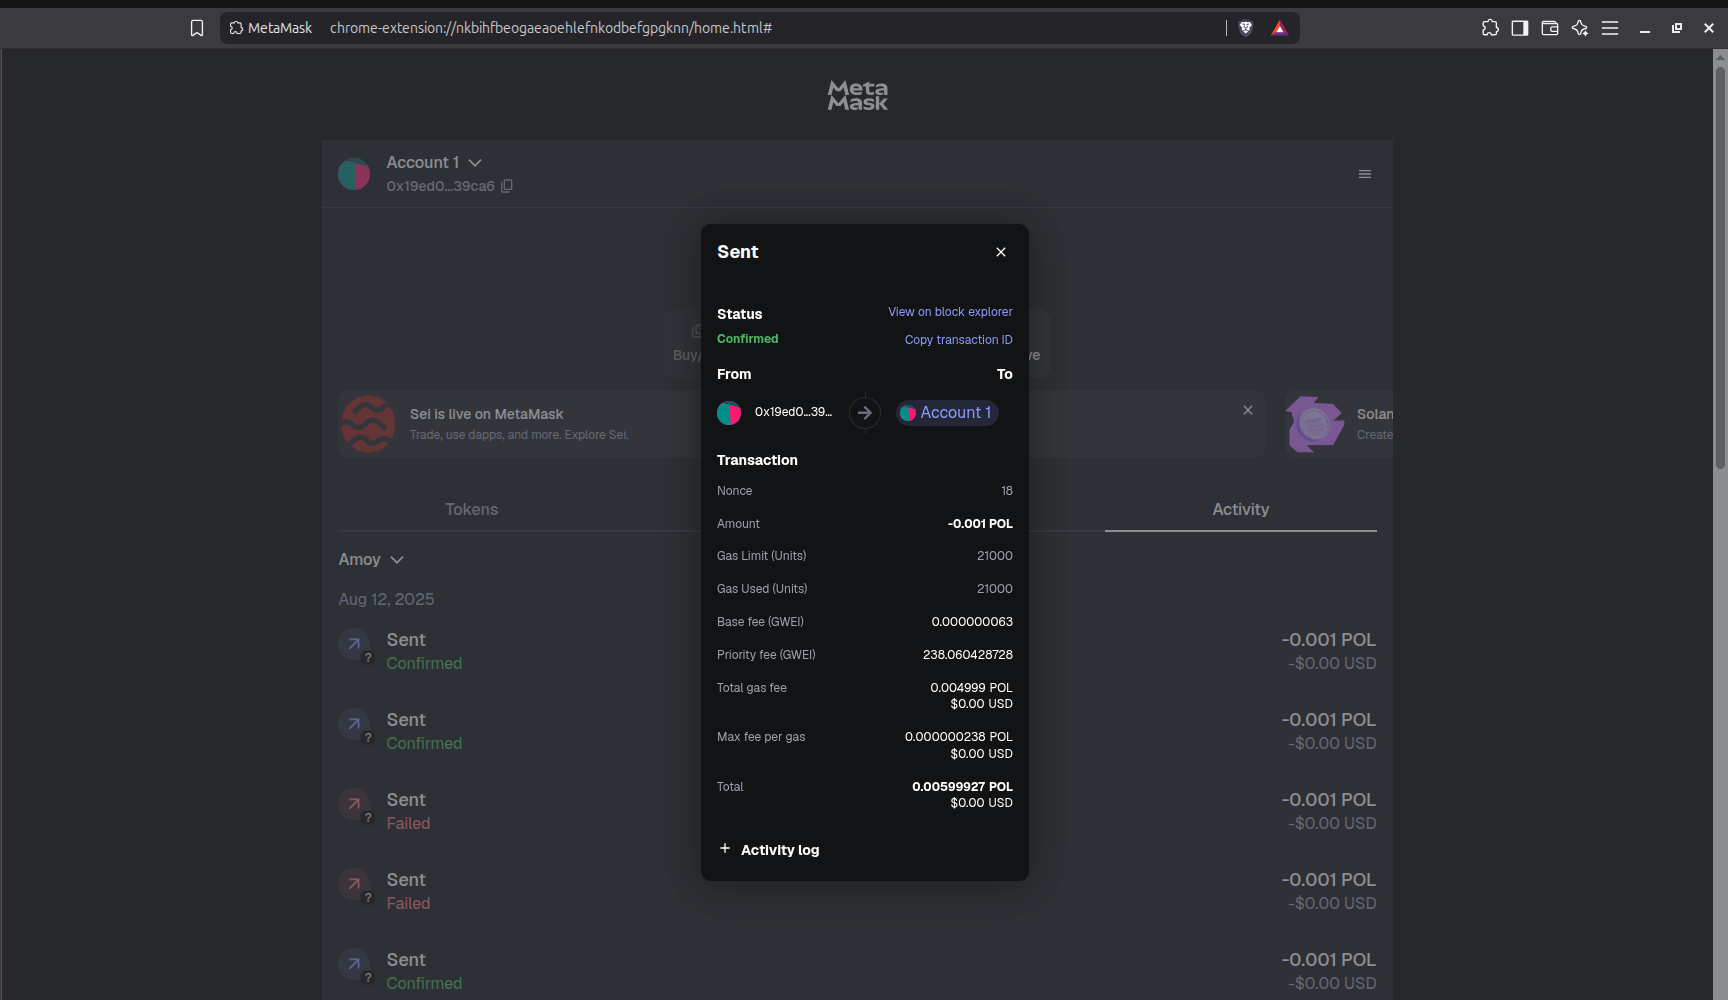 MetaMask
chrome-extension://nkbihfbeogaeaoehlefnkodbefgpgknn/home.html#
Meta
Mask
Account 1
0x19ed0...39ca6
Sent
Status
View on block explorer
Confirmed
Copy transaction ID
From
To
0x19ed0...39...
Account 1
Transaction
Nonce
18
Amount
-0.001 POL
Gas Limit (Units)
21000
Gas Used (Units)
21000
Base fee (GWEI)
0.000000063
Priority fee (GWEI)
238.060428728
Total gas fee
0.004999 POL
$0.00 USD
Max fee per gas
0.000000238 POL
$0.00 USD
Total
0.00599927 POL
$0.00 USD
Activity log
Buy/
Sei is live on MetaMask
Trade, use dapps, and more. Explore Sei.
Solan
Create
Tokens
Activity
Amoy
Aug 12, 2025
Sent
-0.001 POL
Confirmed
-$0.00 USD
?
Sent
-0.001 POL
Confirmed
-$0.00 USD
?
Sent
-0.001 POL
Failed
-$0.00 USD
?
Sent
-0.001 POL
Failed
-$0.00 USD
?
Sent
-0.001 POL
Confirmed
-$0.00 USD
?